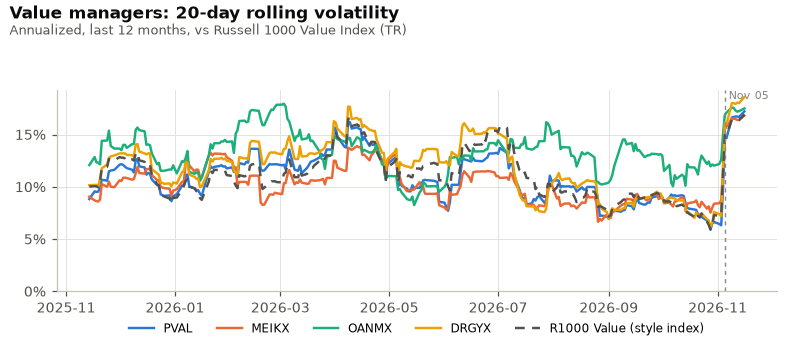 Value managers: 20-day rolling volatility
Annualized, last 12 months, vs Russell 1000 Value Index (TR)
Nov 05
15%
10%
5%
0%
2025-11 2026-01 2026-03 2026-05 2026-07 2026-09 2026-11
PVAL MEIKX OANMX DRGYX R1000 Value (style index)